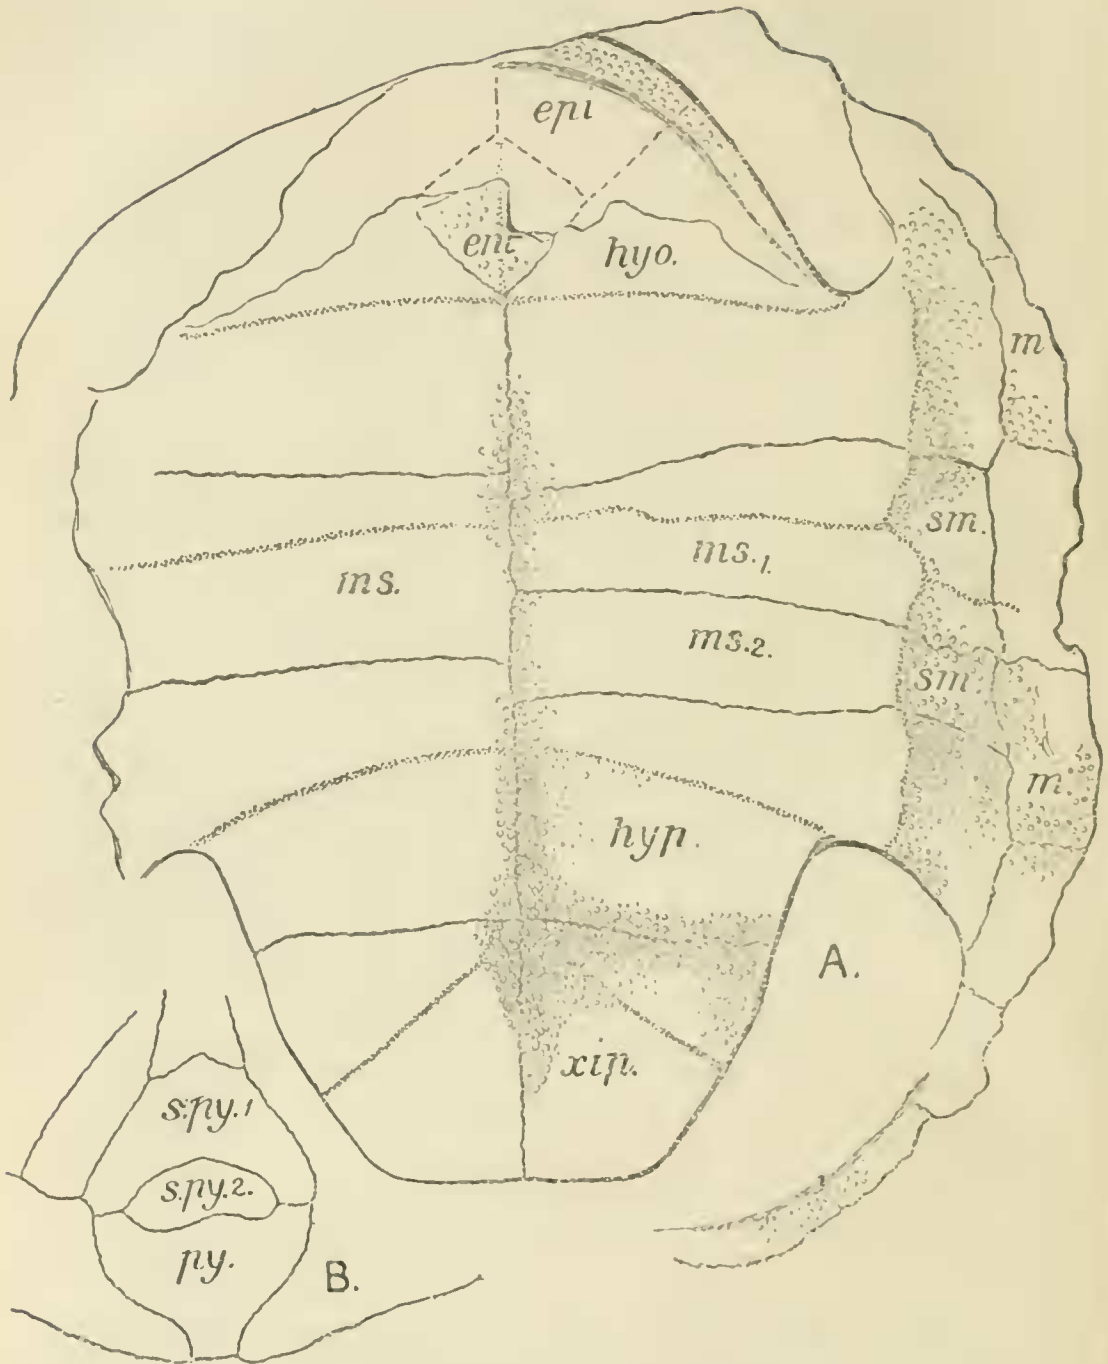 epi
ent
hyo.
m
sm.
ms.
ms.1.
ms.2.
sm
m
hyp.
A.
xip.
s.py.1
s.py.2.
py.
B.